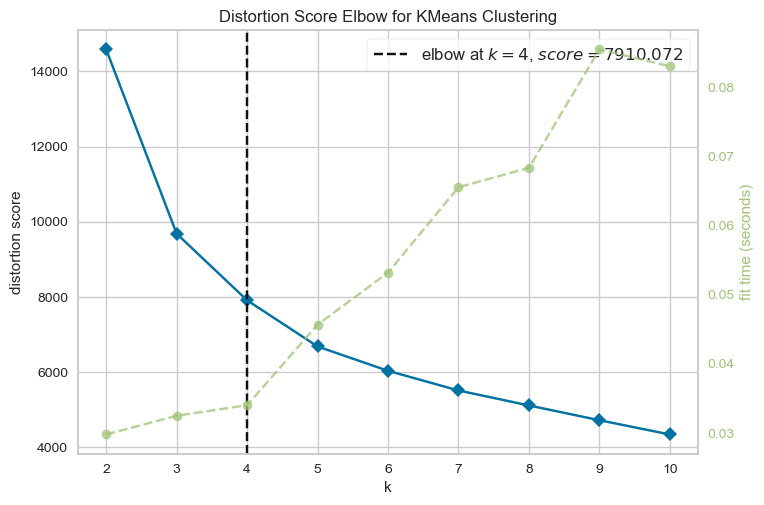 Distortion Score Elbow for KMeans Clustering
elbow at k = 4, score = 7910.072
distortion score
14000
12000
10000
8000
6000
4000
0.08
0.07
0.06
0.05
0.04
0.03
fit time (seconds)
2 3 4 5 6 7 8 9 10
k